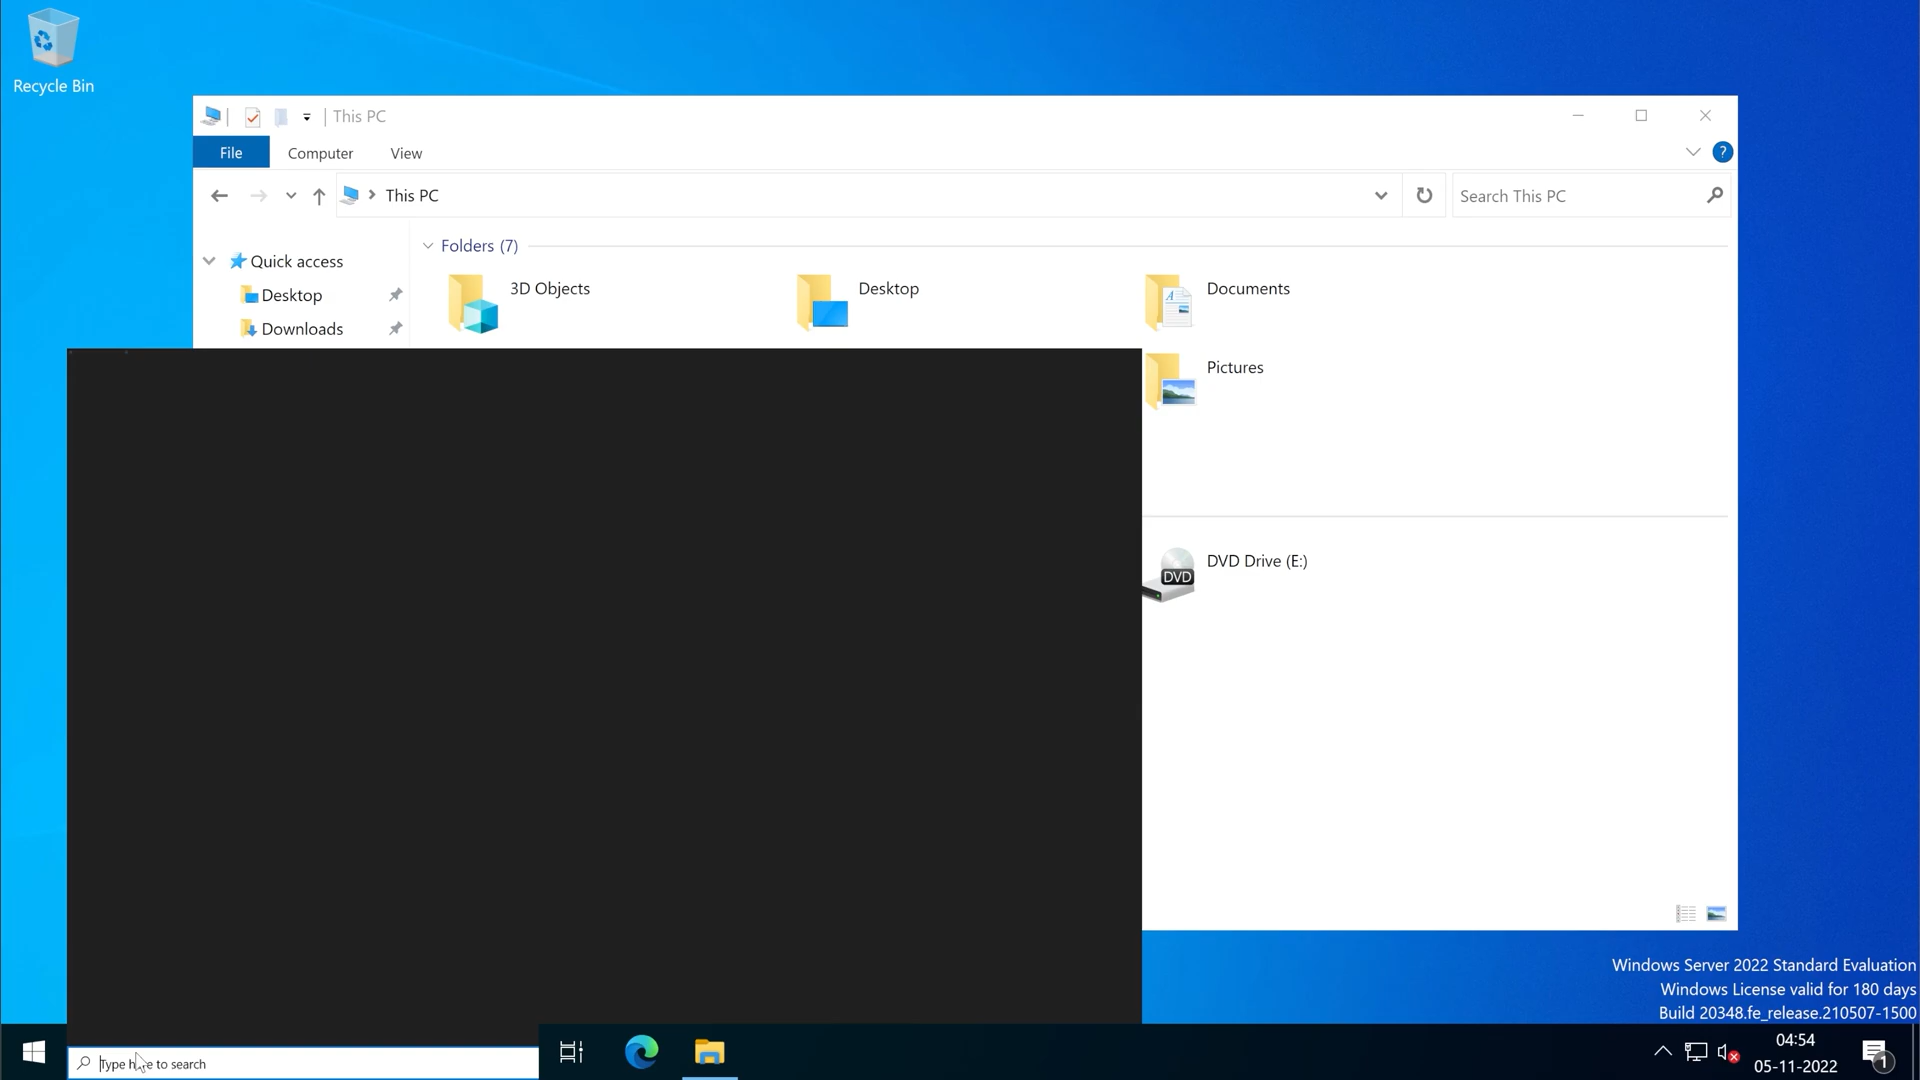 Recycle Bin
This PC
File
Computer
View
?
This PC
Search This PC
Quick access
Desktop
Downloads
Folders (7)
3D Objects
Desktop
Documents
Pictures
DVD
DVD Drive (E:)
Windows Server 2022 Standard Evaluation
Windows License valid for 180 days
Build 20348.fe_release.210507-1500
Type here to search
04:54
05-11-2022
1